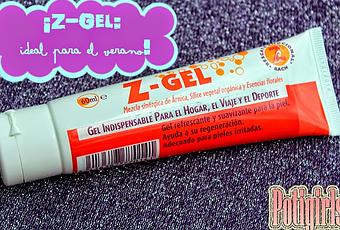 ¡Z-GEL:
ideal para el verano!
Z-GEL
60ml e
Mezcla sinérgica de Árnica, Sílice vegetal orgánica y Esencias Florales
GEL INDISPENSABLE PARA EL HOGAR, EL VIAJE Y EL DEPORTE
Gel refrescante y suavizante para la piel.
Ayuda a su regeneración.
Adecuado para pieles irritadas.
BACH
Potigirls